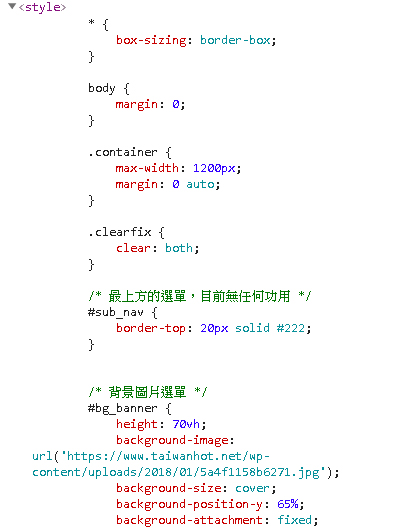 ▼<style>
* {
box-sizing: border-box;
}
body {
margin: 0;
}
.container {
max-width: 1200px;
margin: 0 auto;
}
.clearfix {
clear: both;
}
/* 最上方的選單，目前無任何功用 */
#sub_nav {
border-top: 20px solid #222;
}
/* 背景圖片選單 */
#bg_banner {
height: 70vh;
background-image:
url('https://www.taiwanhot.net/wp-
content/uploads/2018/01/5a4f1158b6271.jpg');
background-size: cover;
background-position-y: 65%;
background-attachment: fixed;